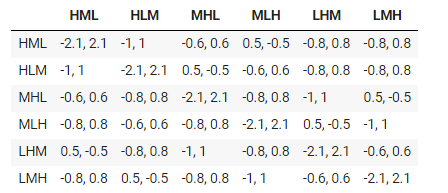 HML HLM MHL MLH LHM LMH
HML -2.1, 2.1 -1, 1 -0.6, 0.6 0.5, -0.5 -0.8, 0.8 -0.8, 0.8
HLM -1, 1 -2.1, 2.1 0.5, -0.5 -0.6, 0.6 -0.8, 0.8 -0.8, 0.8
MHL -0.6, 0.6 -0.8, 0.8 -2.1, 2.1 -0.8, 0.8 -1, 1 0.5, -0.5
MLH -0.8, 0.8 -0.6, 0.6 -0.8, 0.8 -2.1, 2.1 0.5, -0.5 -1, 1
LHM 0.5, -0.5 -0.8, 0.8 -1, 1 -0.8, 0.8 -2.1, 2.1 -0.6, 0.6
LMH -0.8, 0.8 0.5, -0.5 -0.8, 0.8 -1, 1 -0.6, 0.6 -2.1, 2.1